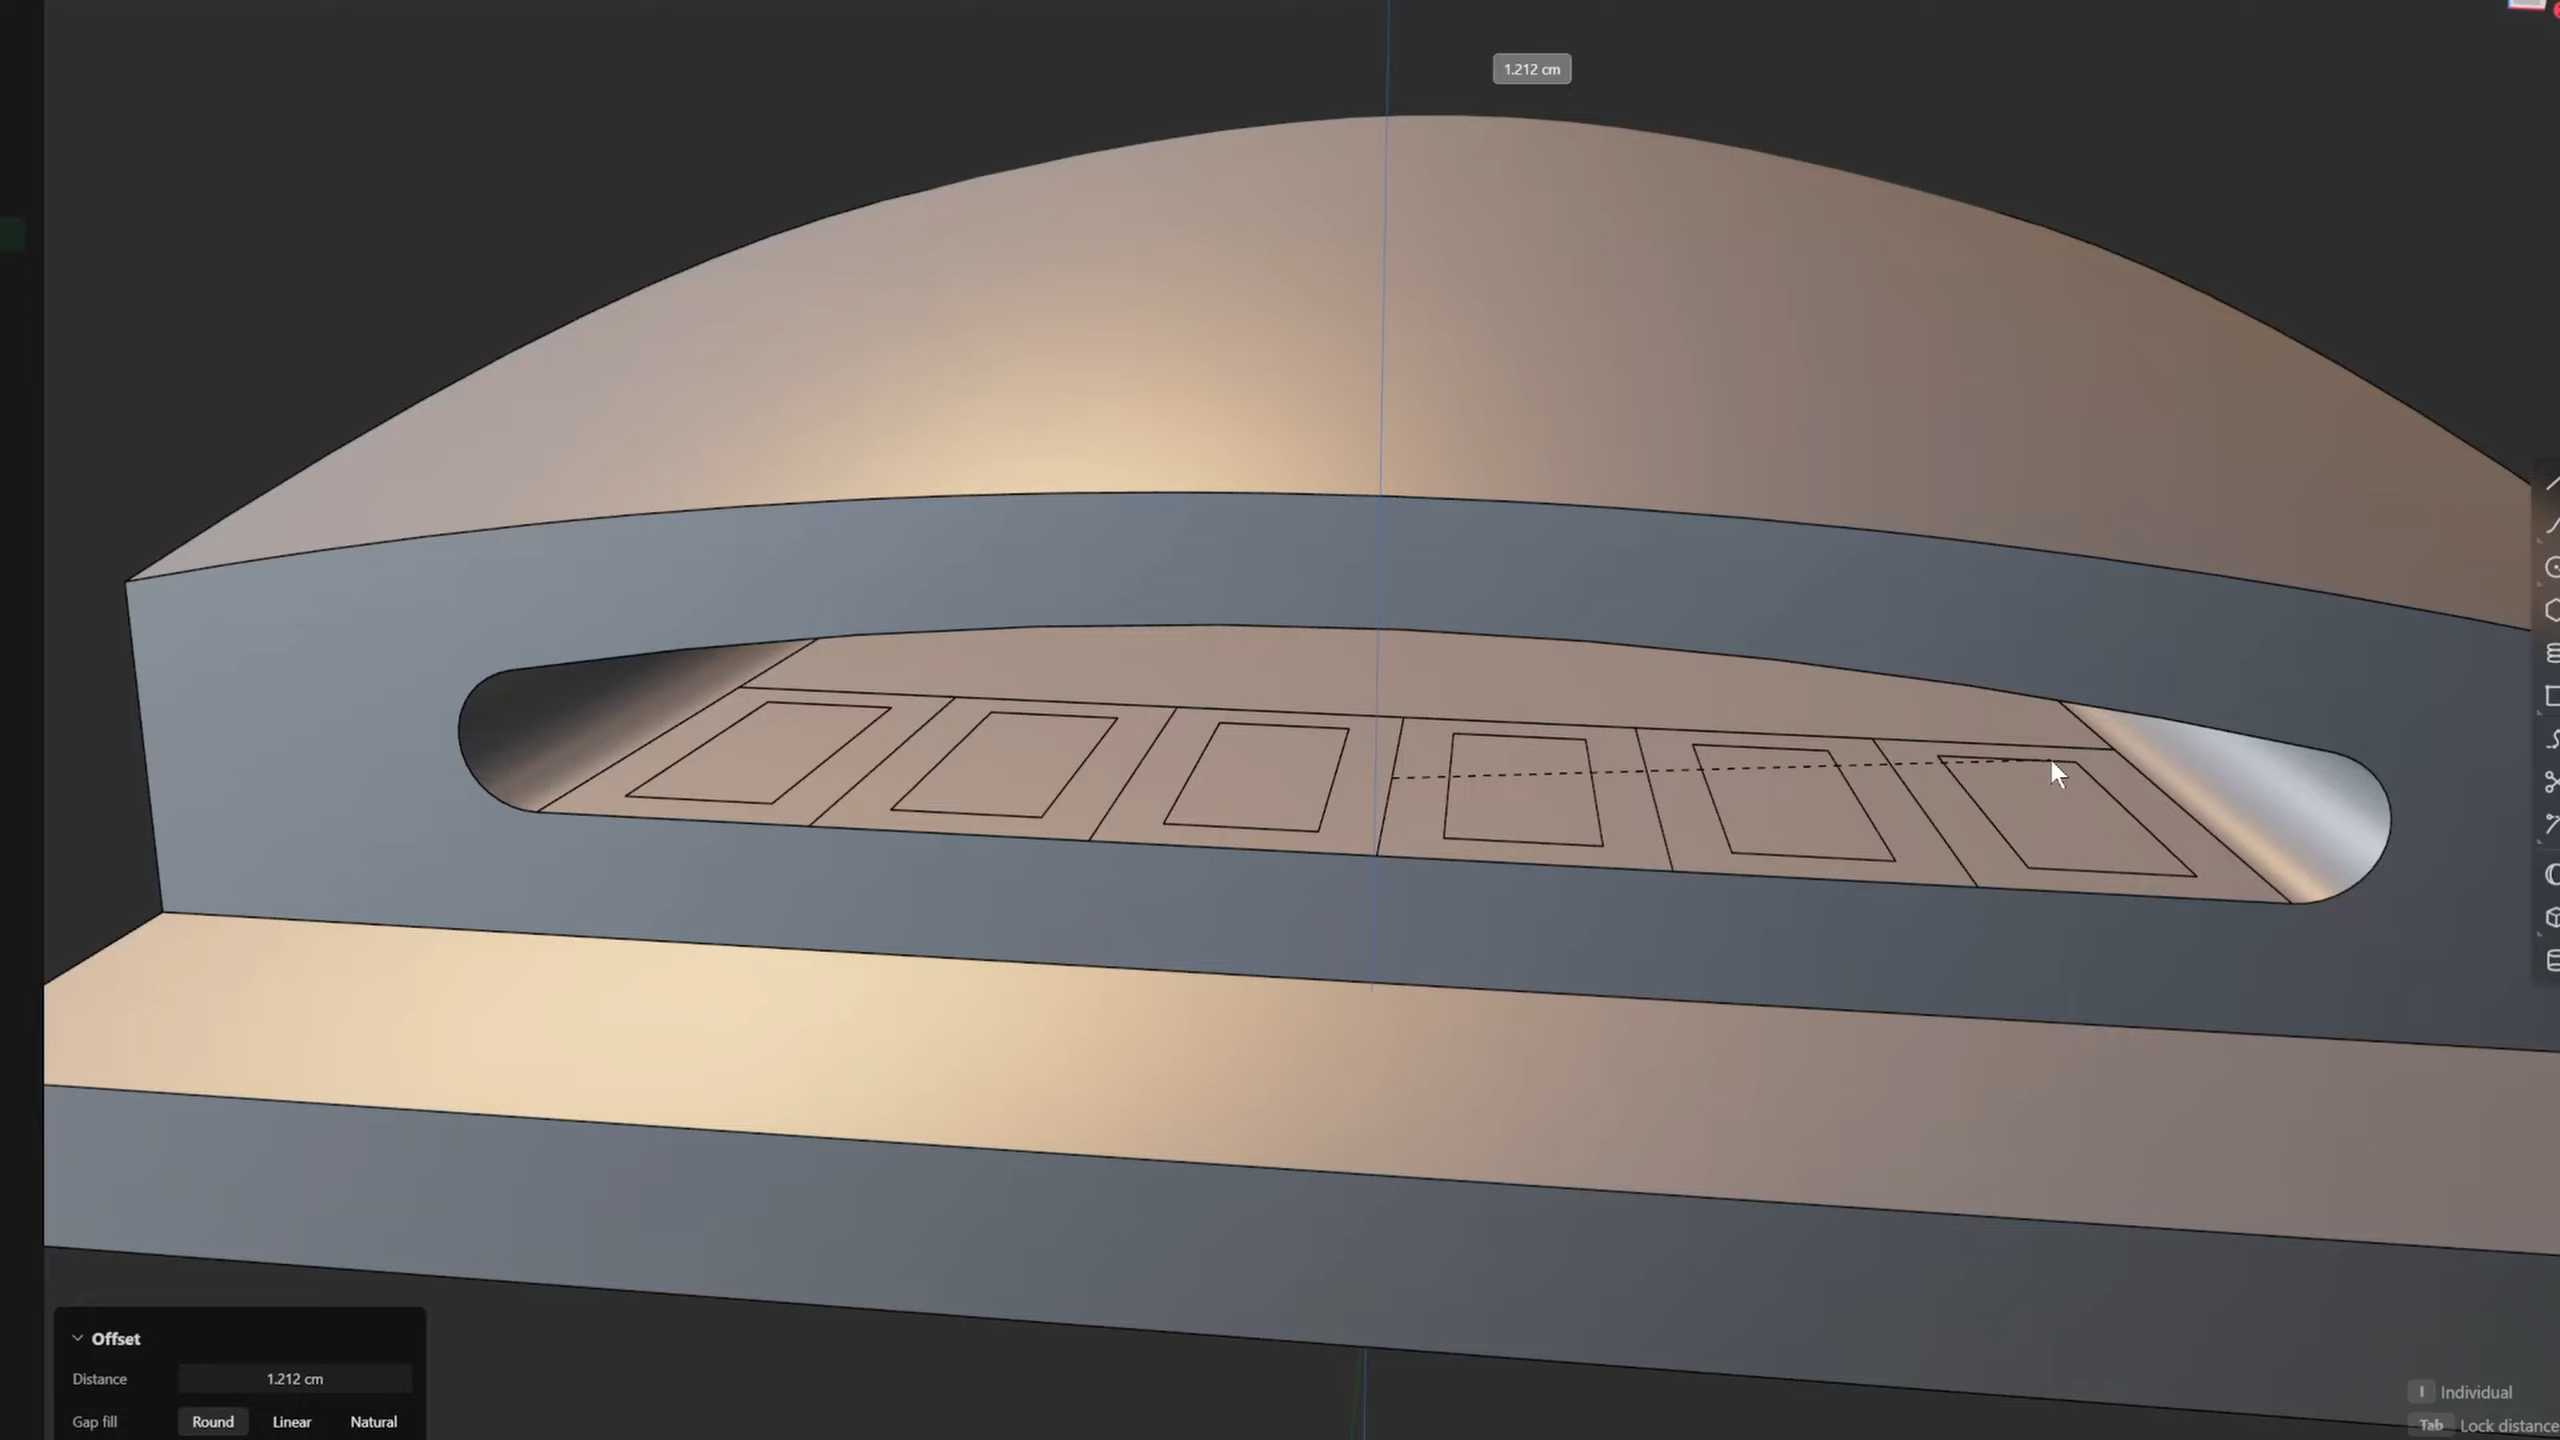 1.212 cm
Offset
Distance 1.212 cm
Gap fill Round Linear Natural
I Individual
Tab Lock distance